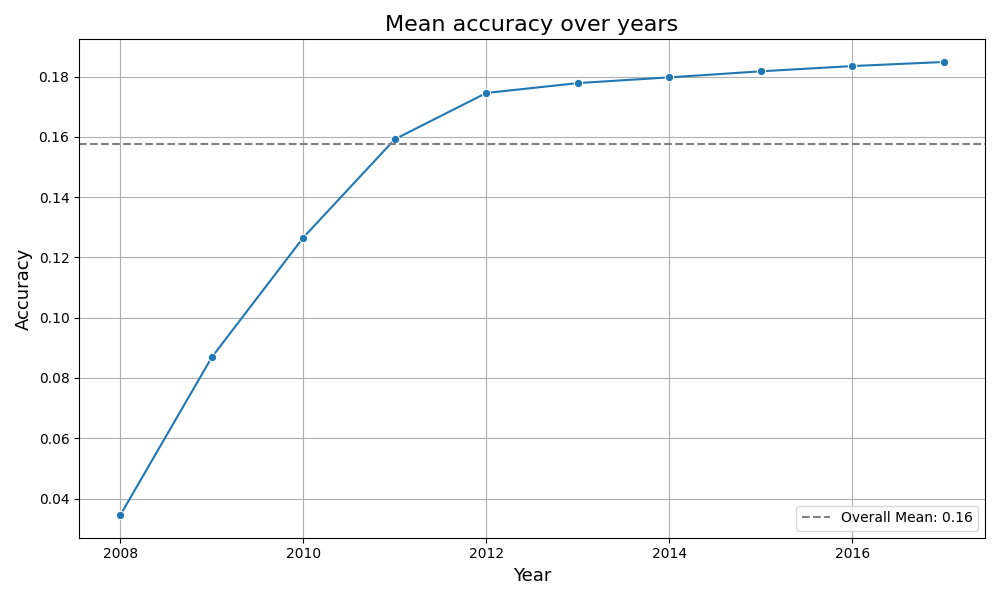 Mean accuracy over years
Accuracy
0.18
0.16
0.14
0.12
0.10
0.08
0.06
0.04
Overall Mean: 0.16
2008 2010 2012 2014 2016
Year